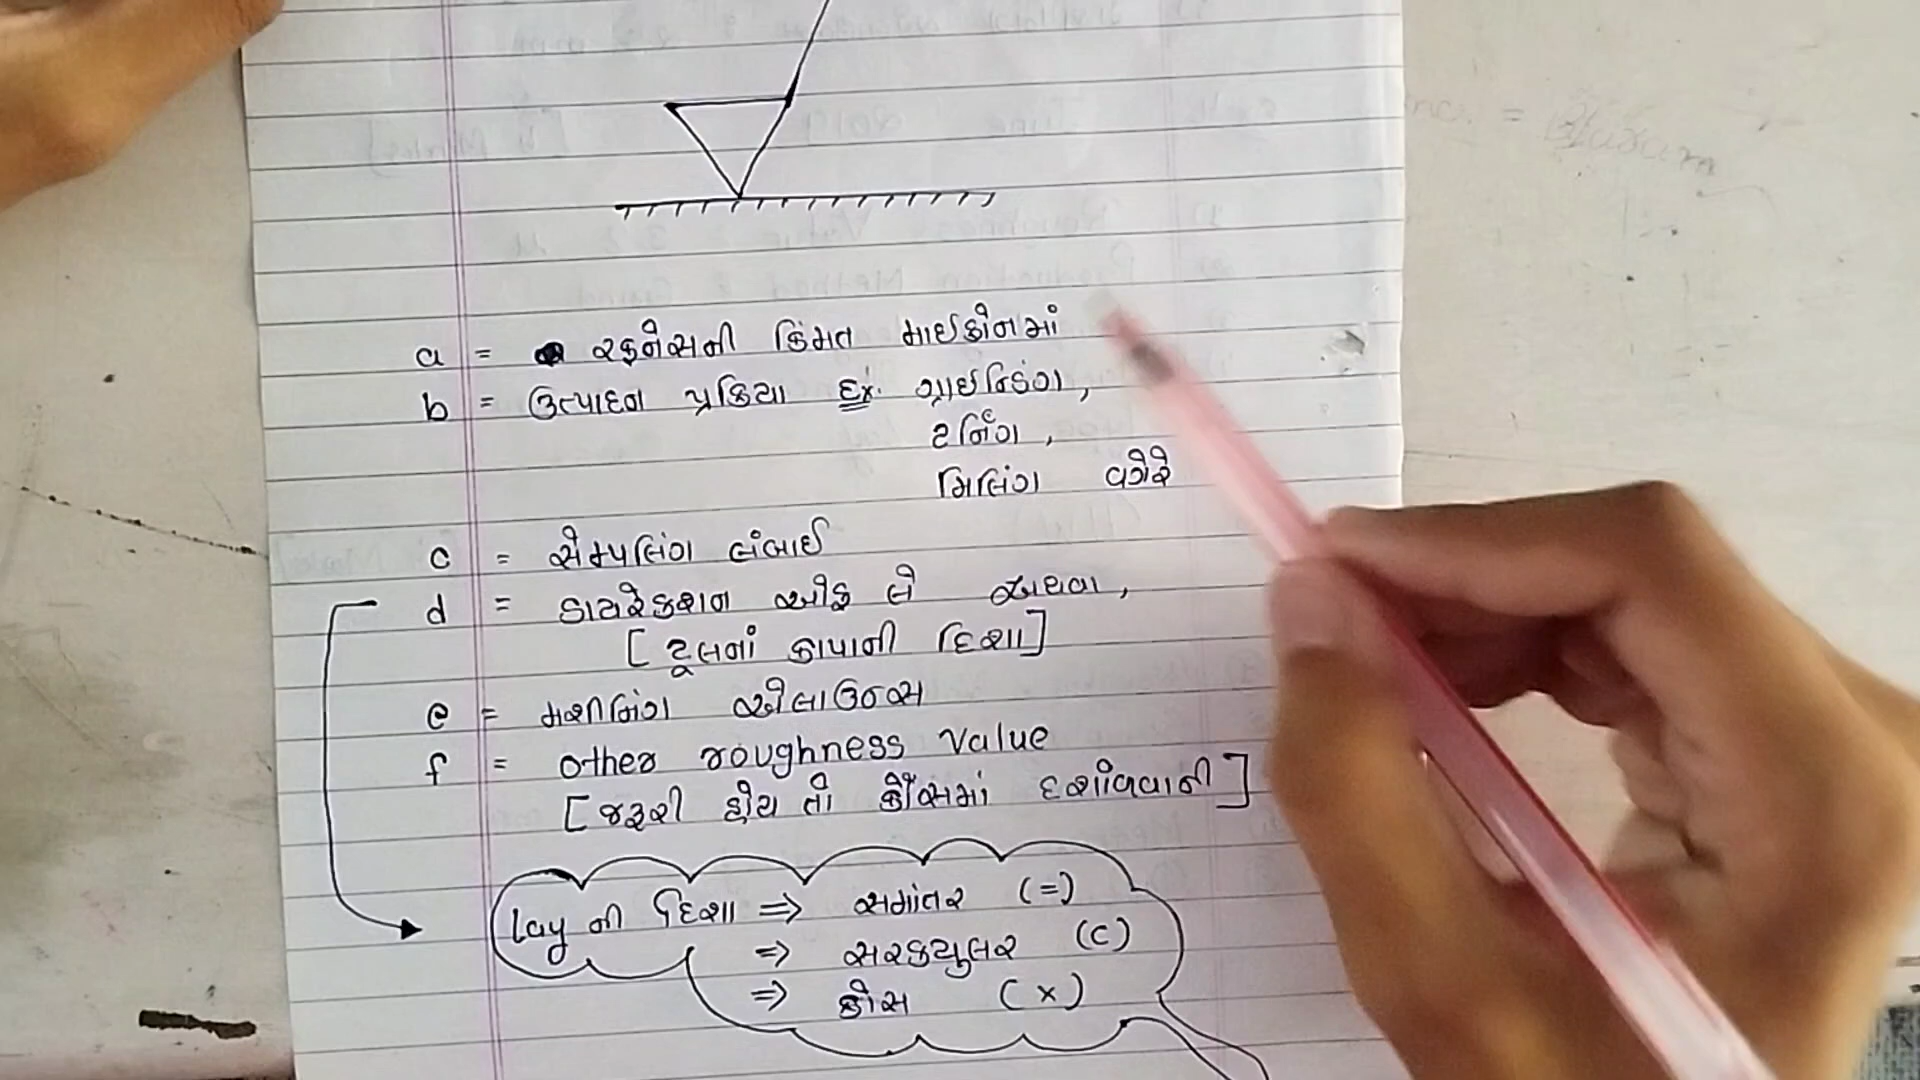 a = રફનેસની કિંમત માઈક્રોનમાં
b = ઉત્પાદન પ્રક્રિયા Ex. ગ્રાઈન્ડિંગ,
ટર્નિંગ,
મિલિંગ વગેરે
c = સેમ્પલિંગ લંબાઈ
d = ડાયરેક્શન ઓફ લે અથવા,
[ ટૂલનાં કાપાની દિશા ]
e = મશીનિંગ એલાઉન્સ
f = other roughness value
[ જરૂરી હોય તો કૌંસમાં દર્શાવવાની ]
lay ની દિશા ⇒ સમાંતર (=)
⇒ સરક્યુલર (C)
⇒ ક્રોસ (x)